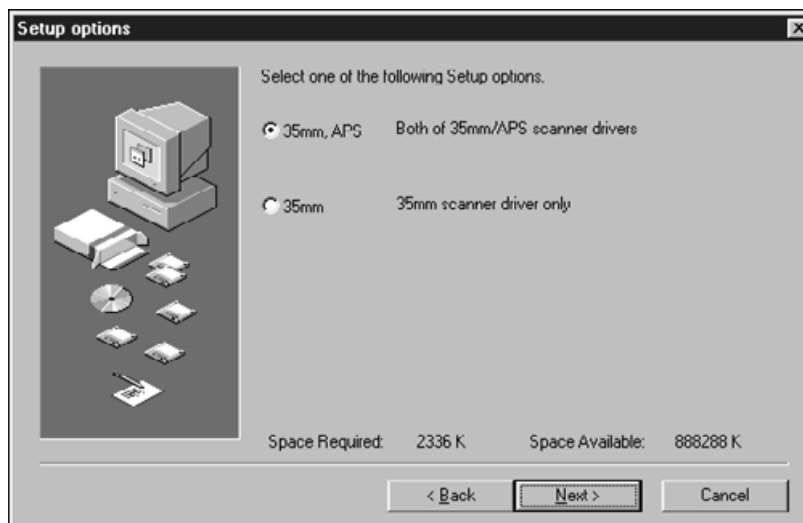 Setup options
Select one of the following Setup options.
35mm, APS Both of 35mm/APS scanner drivers
35mm 35mm scanner driver only
Space Required: 2336 K Space Available: 888288 K
< Back Next > Cancel